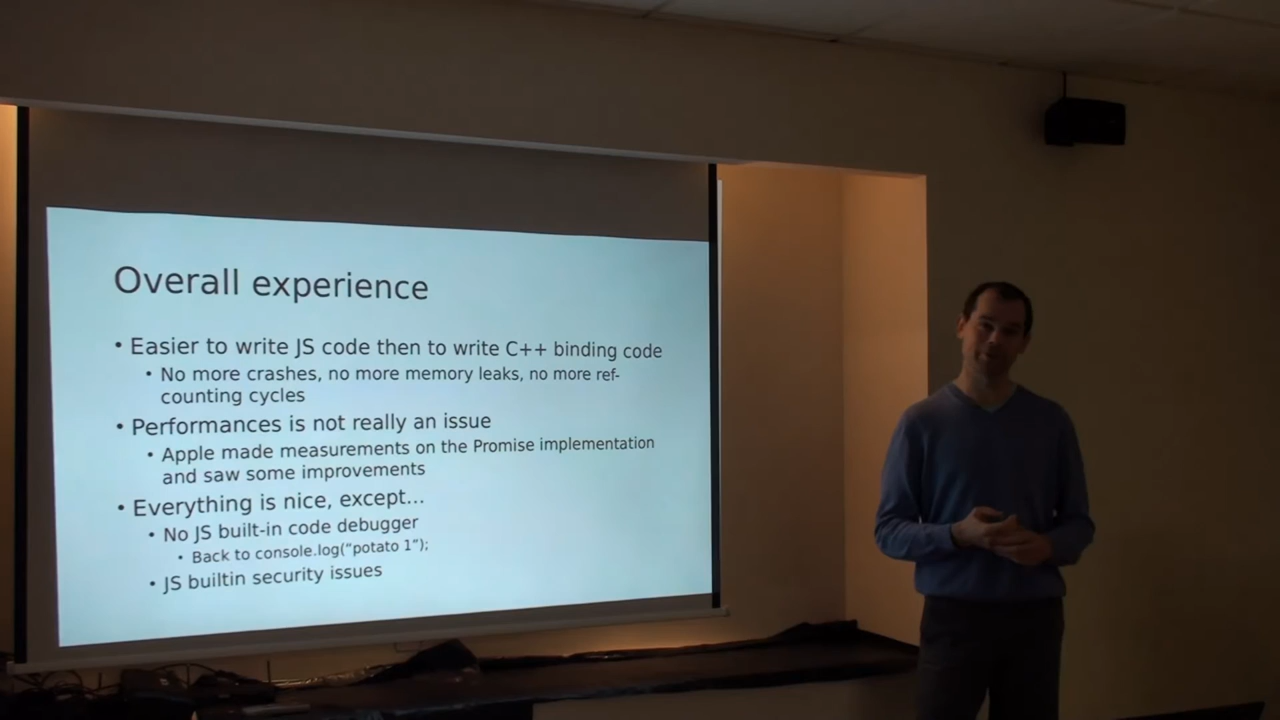 Overall experience
• Easier to write JS code then to write C++ binding code
• No more crashes, no more memory leaks, no more ref-
counting cycles
• Performances is not really an issue
• Apple made measurements on the Promise implementation
and saw some improvements
• Everything is nice, except...
• No JS built-in code debugger
• Back to console.log(“potato 1”);
• JS builtin security issues